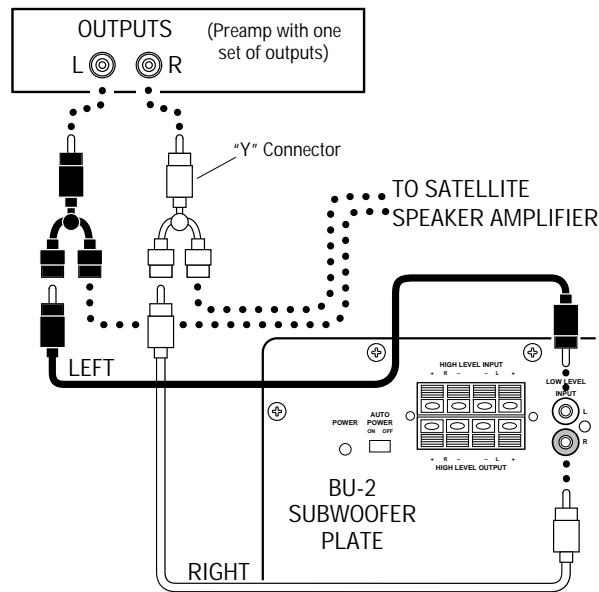 OUTPUTS
(Preamp with one
set of outputs)
L R
"Y" Connector
TO SATELLITE
SPEAKER AMPLIFIER
LEFT
HIGH LEVEL INPUT
+ R – – L +
LOW LEVEL
INPUT
L
R
POWER
AUTO
POWER
ON OFF
+ R – – L +
HIGH LEVEL OUTPUT
BU-2
SUBWOOFER
PLATE
RIGHT